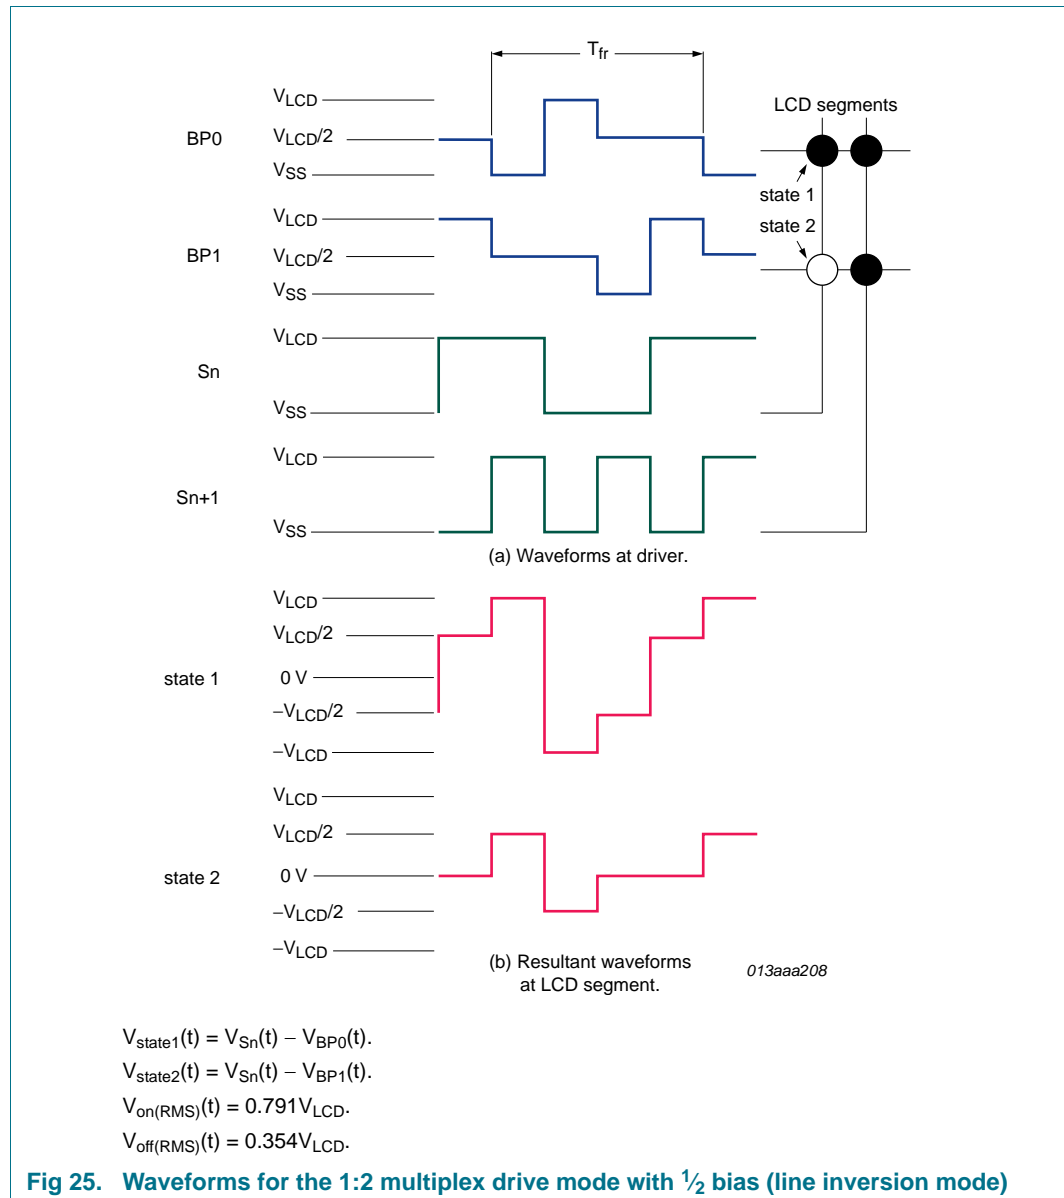 Tfr
VLCD
LCD segments
BP0
VLCD/2
VSS
state 1
VLCD
state 2
BP1
VLCD/2
VSS
VLCD
Sn
VSS
VLCD
Sn+1
VSS
(a) Waveforms at driver.
VLCD
VLCD/2
state 1
0 V
−VLCD/2
−VLCD
VLCD
VLCD/2
state 2
0 V
−VLCD/2
−VLCD
(b) Resultant waveforms
at LCD segment.
013aaa208
Vstate1(t) = VSn(t) − VBP0(t).
Vstate2(t) = VSn(t) − VBP1(t).
Von(RMS)(t) = 0.791VLCD.
Voff(RMS)(t) = 0.354VLCD.
Fig 25. Waveforms for the 1:2 multiplex drive mode with 1⁄2 bias (line inversion mode)